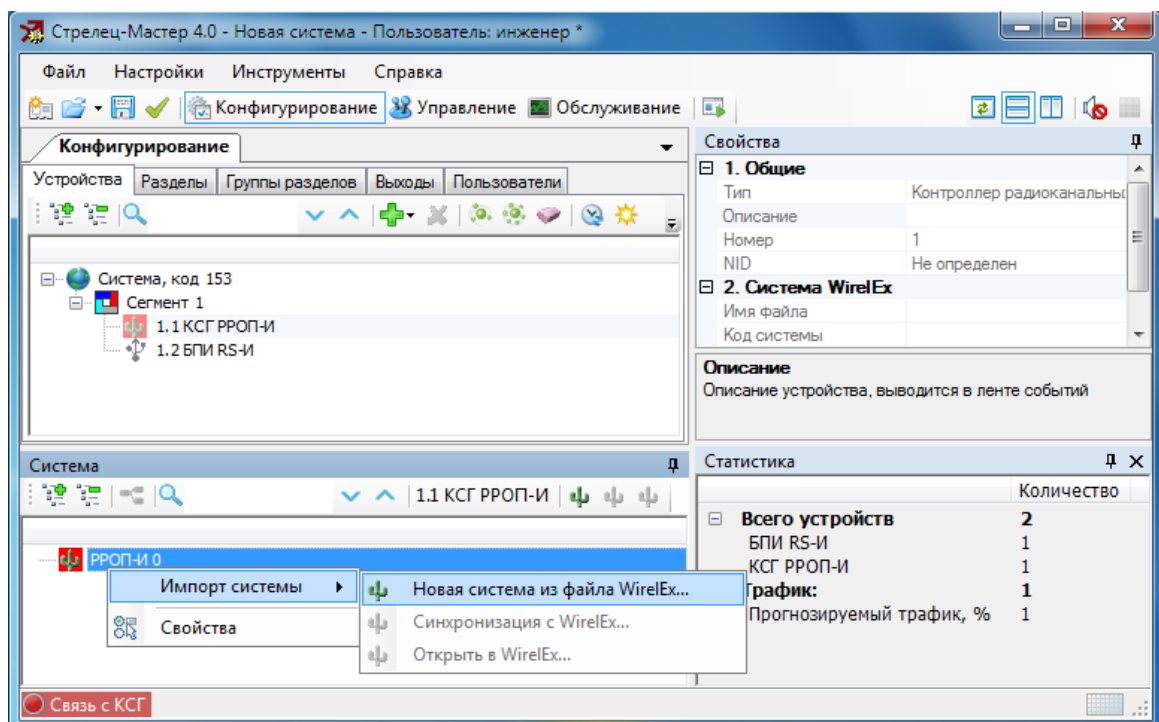 Стрелец-Мастер 4.0 - Новая система - Пользователь: инженер *
Файл Настройки Инструменты Справка
Конфигурирование Управление Обслуживание
Конфигурирование
Устройства Разделы Группы разделов Выходы Пользователи
Система, код 153
Сегмент 1
1.1 КСГ РРОП-И
1.2 БПИ RS-И
Свойства
1. Общие
Тип Контроллер радиоканальны
Описание
Номер 1
NID Не определен
2. Система WirelEx
Имя файла
Код системы
Описание
Описание устройства, выводится в ленте событий
Система
1.1 КСГ РРОП-И
РРОП-И 0
Импорт системы
Свойства
Новая система из файла WirelEx...
Синхронизация с WirelEx...
Открыть в WirelEx...
Статистика
Количество
Всего устройств 2
БПИ RS-И 1
КСГ РРОП-И 1
рафик: 1
Прогнозируемый трафик, % 1
Связь с КСГ